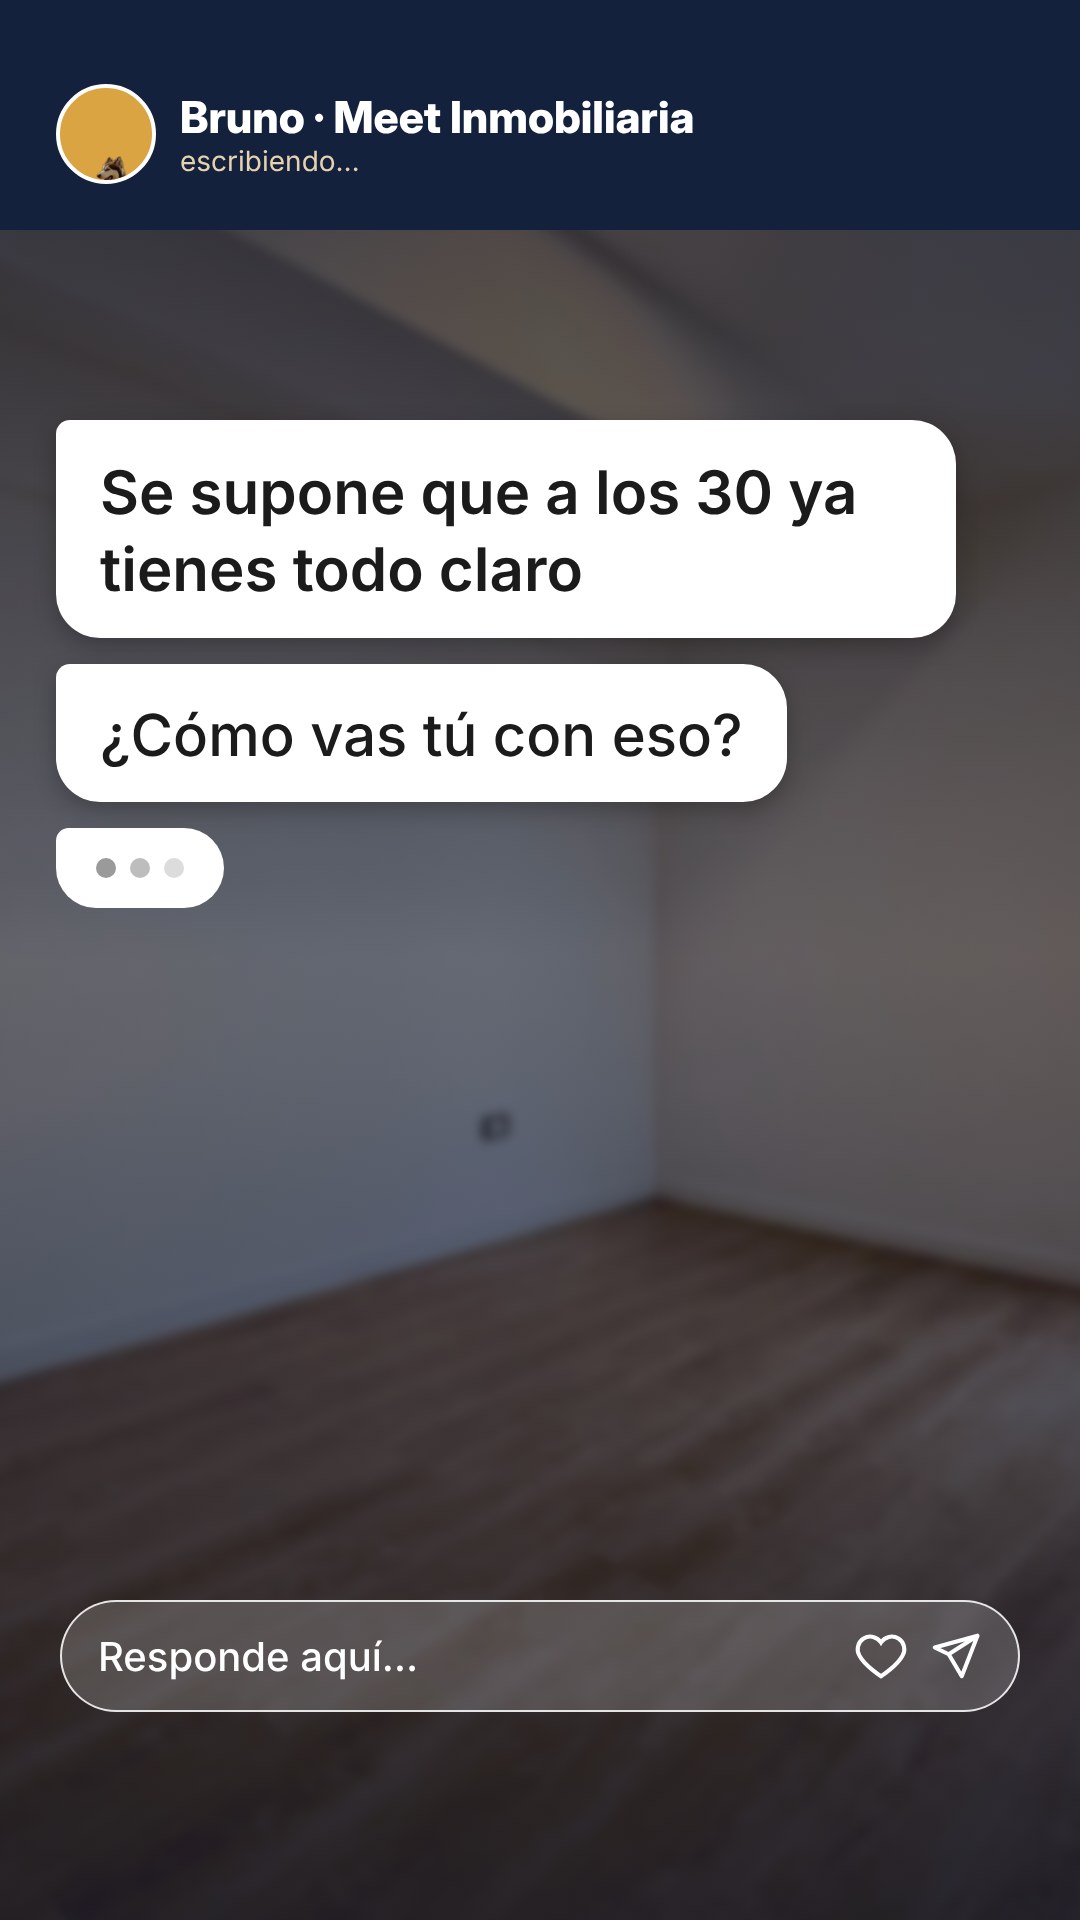 Bruno · Meet Inmobiliaria
escribiendo...
Se supone que a los 30 ya
tienes todo claro
¿Cómo vas tú con eso?
Responde aquí...